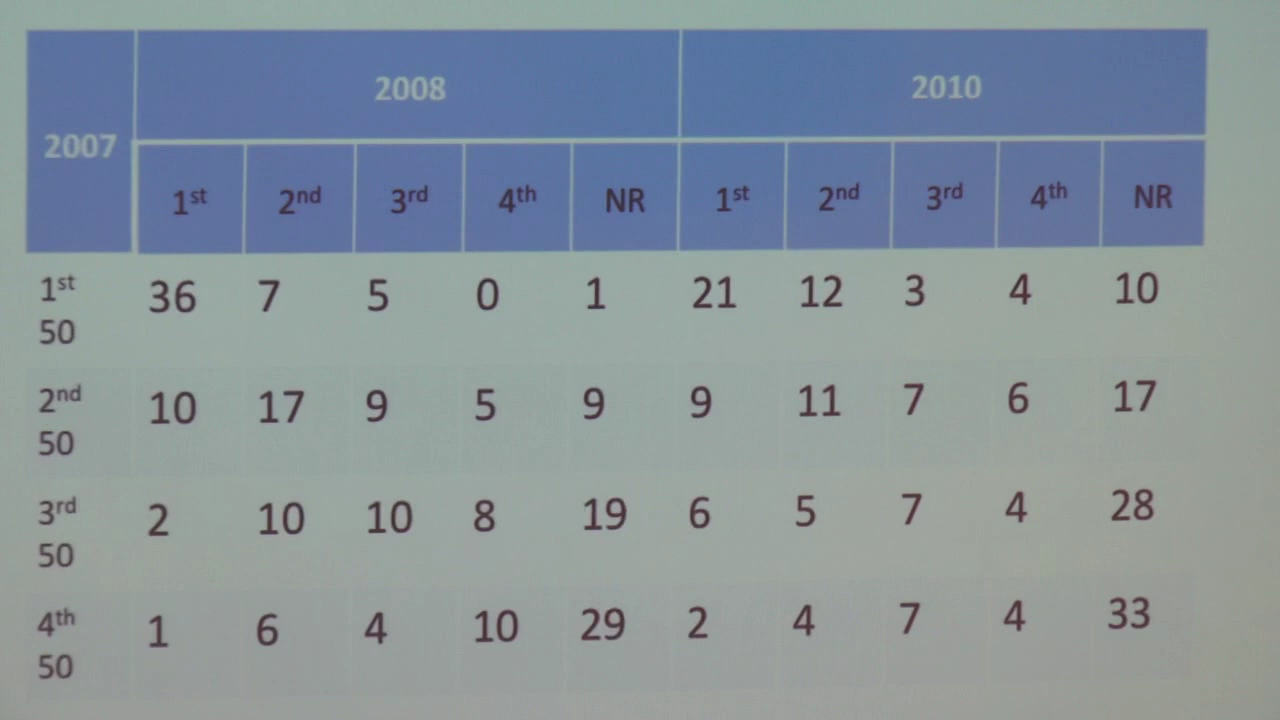 2007 2008 2010
1st 2nd 3rd 4th NR 1st 2nd 3rd 4th NR
1st 50 36 7 5 0 1 21 12 3 4 10
2nd 50 10 17 9 5 9 9 11 7 6 17
3rd 50 2 10 10 8 19 6 5 7 4 28
4th 50 1 6 4 10 29 2 4 7 4 33